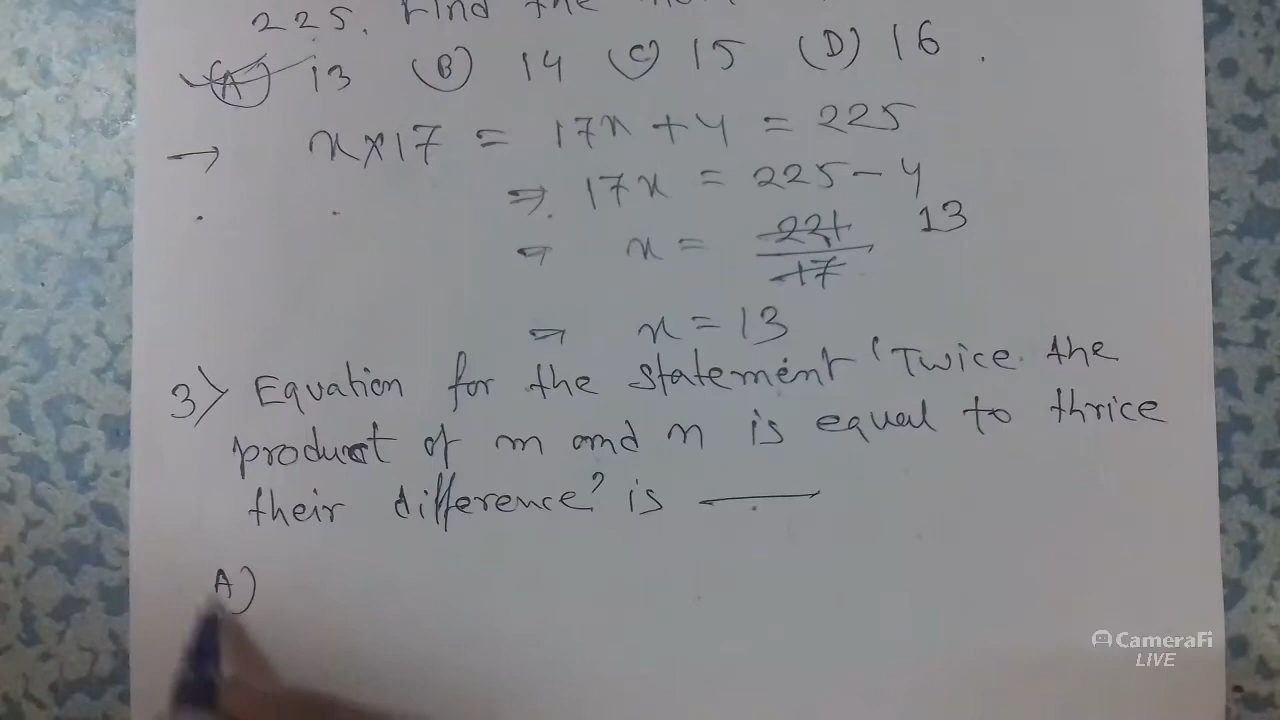 225. Find the
(A) 13 (B) 14 (C) 15 (D) 16.
→ x×17 = 17x + 4 = 225
⇒ 17x = 225 - 4
⇒ x = 221/17 13
⇒ x = 13
3) Equation for the statement 'Twice the
product of m and n is equal to thrice
their difference' is ———
A)
CameraFi
LIVE